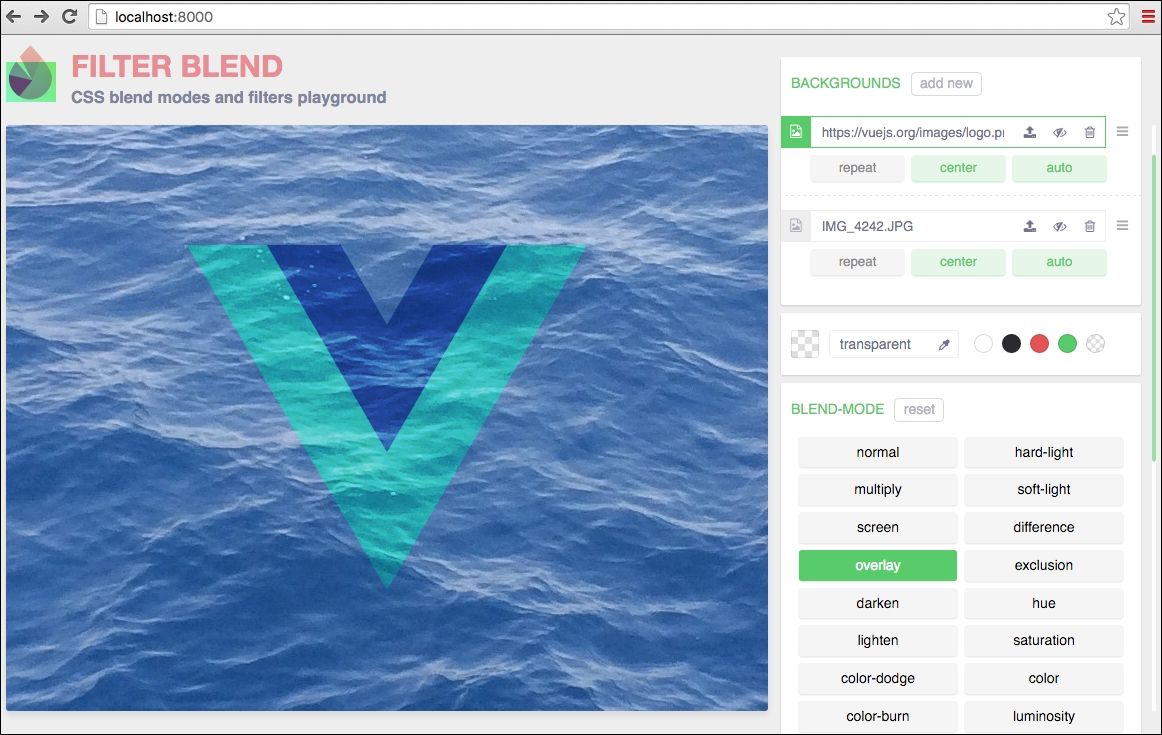 localhost:8000
FILTER BLEND
CSS blend modes and filters playground
BACKGROUNDS add new
https://vuejs.org/images/logo.pr
repeat center auto
IMG_4242.JPG
repeat center auto
transparent
BLEND-MODE reset
normal hard-light
multiply soft-light
screen difference
overlay exclusion
darken hue
lighten saturation
color-dodge color
color-burn luminosity